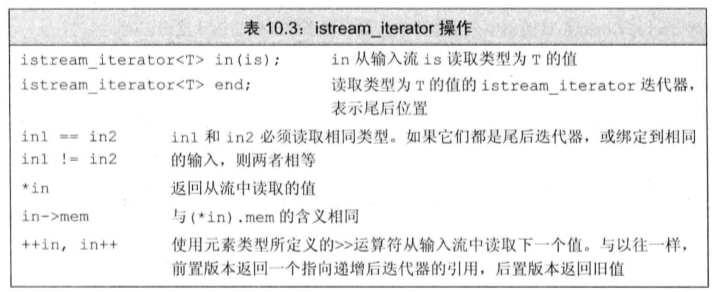 表 10.3：istream_iterator 操作
istream_iterator<T> in(is); in 从输入流 is 读取类型为 T 的值
istream_iterator<T> end; 读取类型为 T 的值的 istream_iterator 迭代器，
表示尾后位置
in1 == in2 in1 和 in2 必须读取相同类型。如果它们都是尾后迭代器，或绑定到相同
in1 != in2 的输入，则两者相等
*in 返回从流中读取的值
in->mem 与(*in).mem 的含义相同
++in, in++ 使用元素类型所定义的>>运算符从输入流中读取下一个值。与以往一样，
前置版本返回一个指向递增后迭代器的引用，后置版本返回旧值